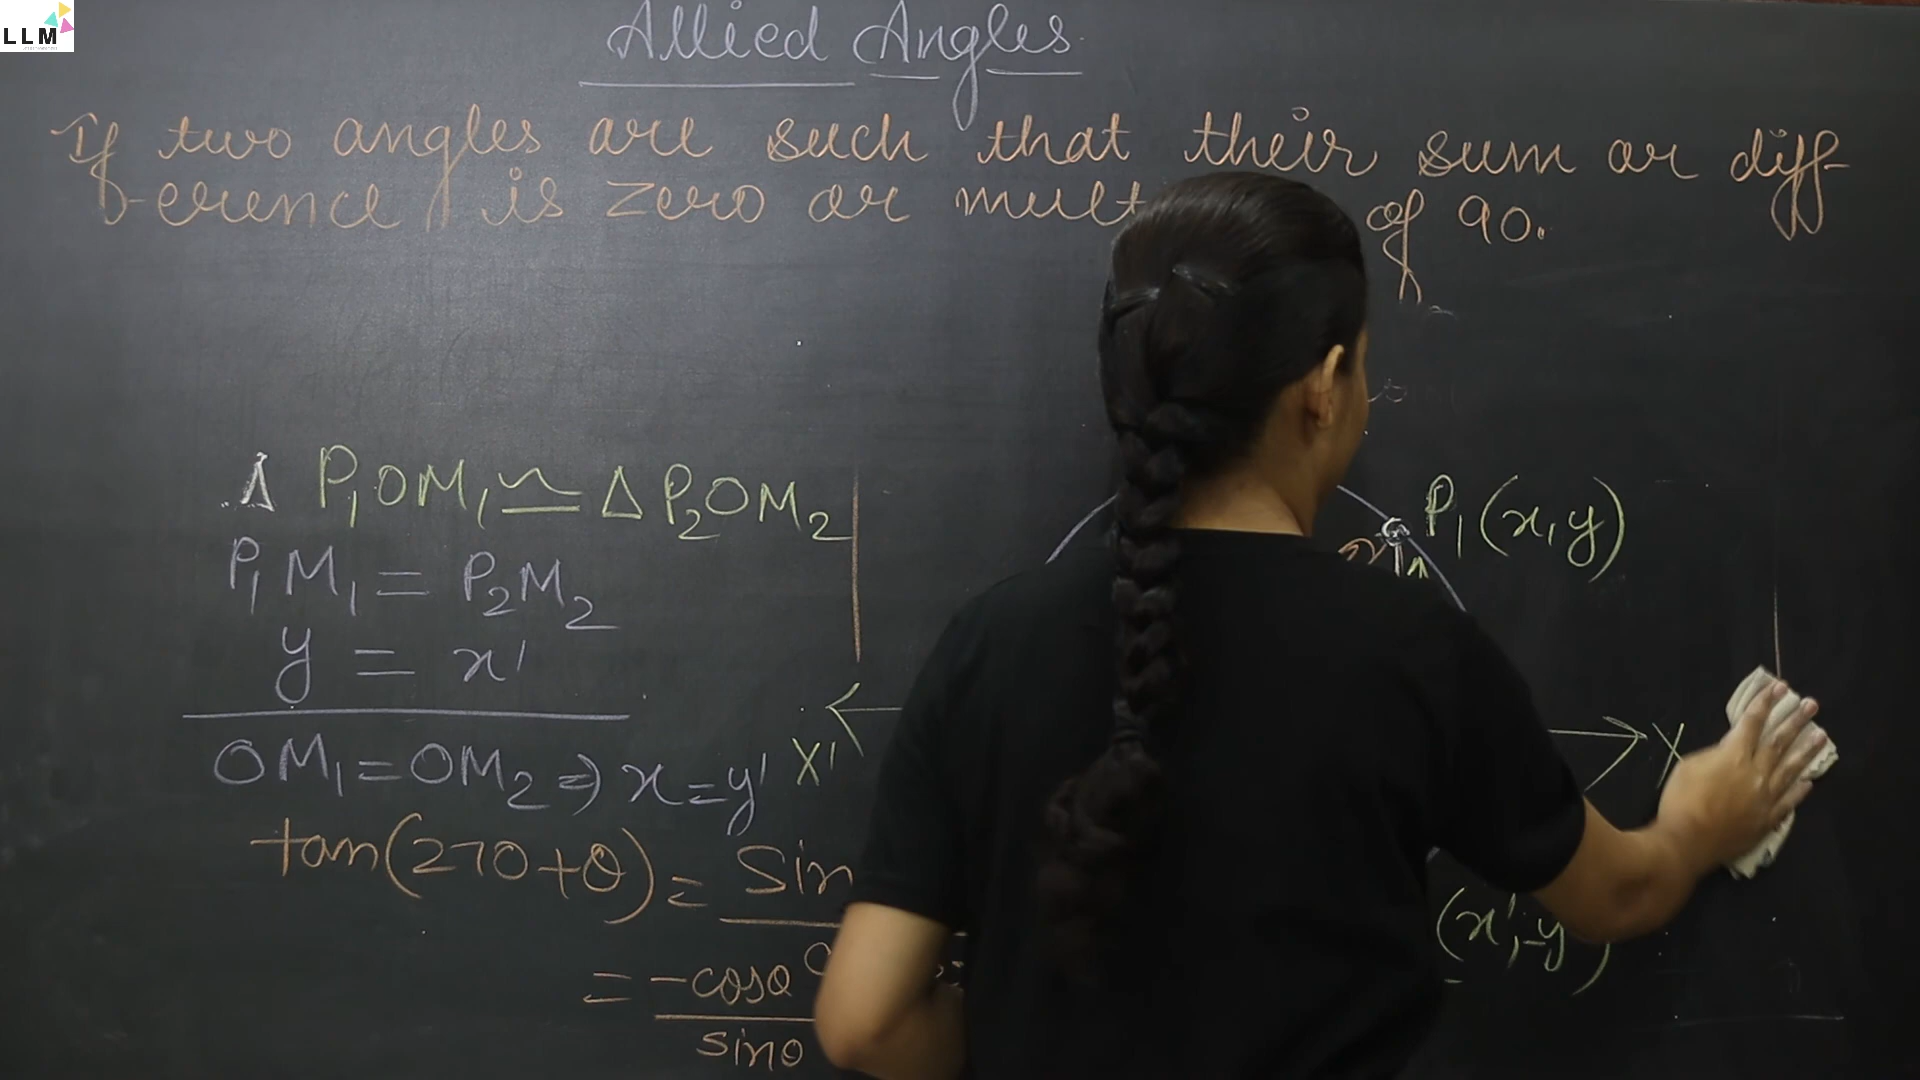 LLM
Allied Angles
If two angles are such that their sum or diff-
-erence is zero or of 90.
Δ P₁OM₁ ≅ Δ P₂OM₂
P₁M₁ = P₂M₂
y = x'
OM₁ = OM₂ ⇒ x = y'
tan(270+θ) = Sin
= -cosθ
sinθ
P₁(x,y)
X'
X
(x',-y